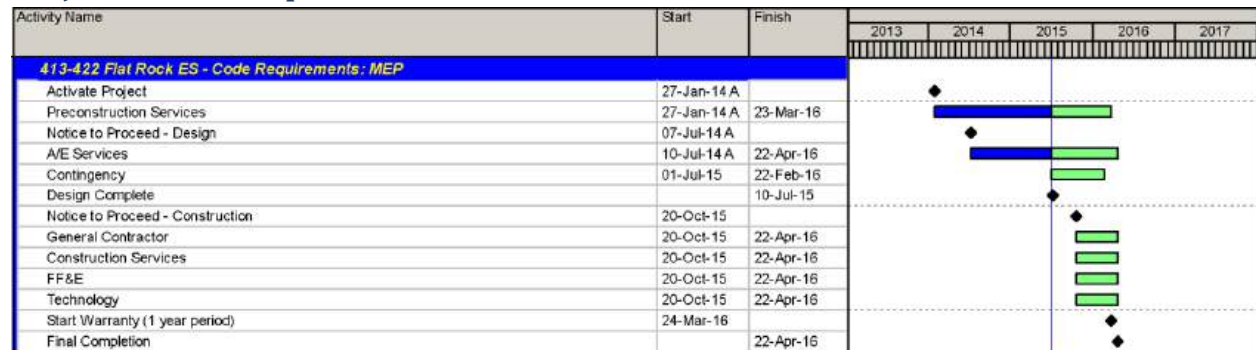 Activity Name Start Finish
2013 2014 2015 2016 2017
413-422 Flat Rock ES - Code Requirements: MEP
Activate Project 27-Jan-14 A
Preconstruction Services 27-Jan-14 A 23-Mar-16
Notice to Proceed - Design 07-Jul-14 A
A/E Services 10-Jul-14 A 22-Apr-16
Contingency 01-Jul-15 22-Feb-16
Design Complete 10-Jul-15
Notice to Proceed - Construction 20-Oct-15
General Contractor 20-Oct-15 22-Apr-16
Construction Services 20-Oct-15 22-Apr-16
FF&E 20-Oct-15 22-Apr-16
Technology 20-Oct-15 22-Apr-16
Start Warranty (1 year period) 24-Mar-16
Final Completion 22-Apr-16